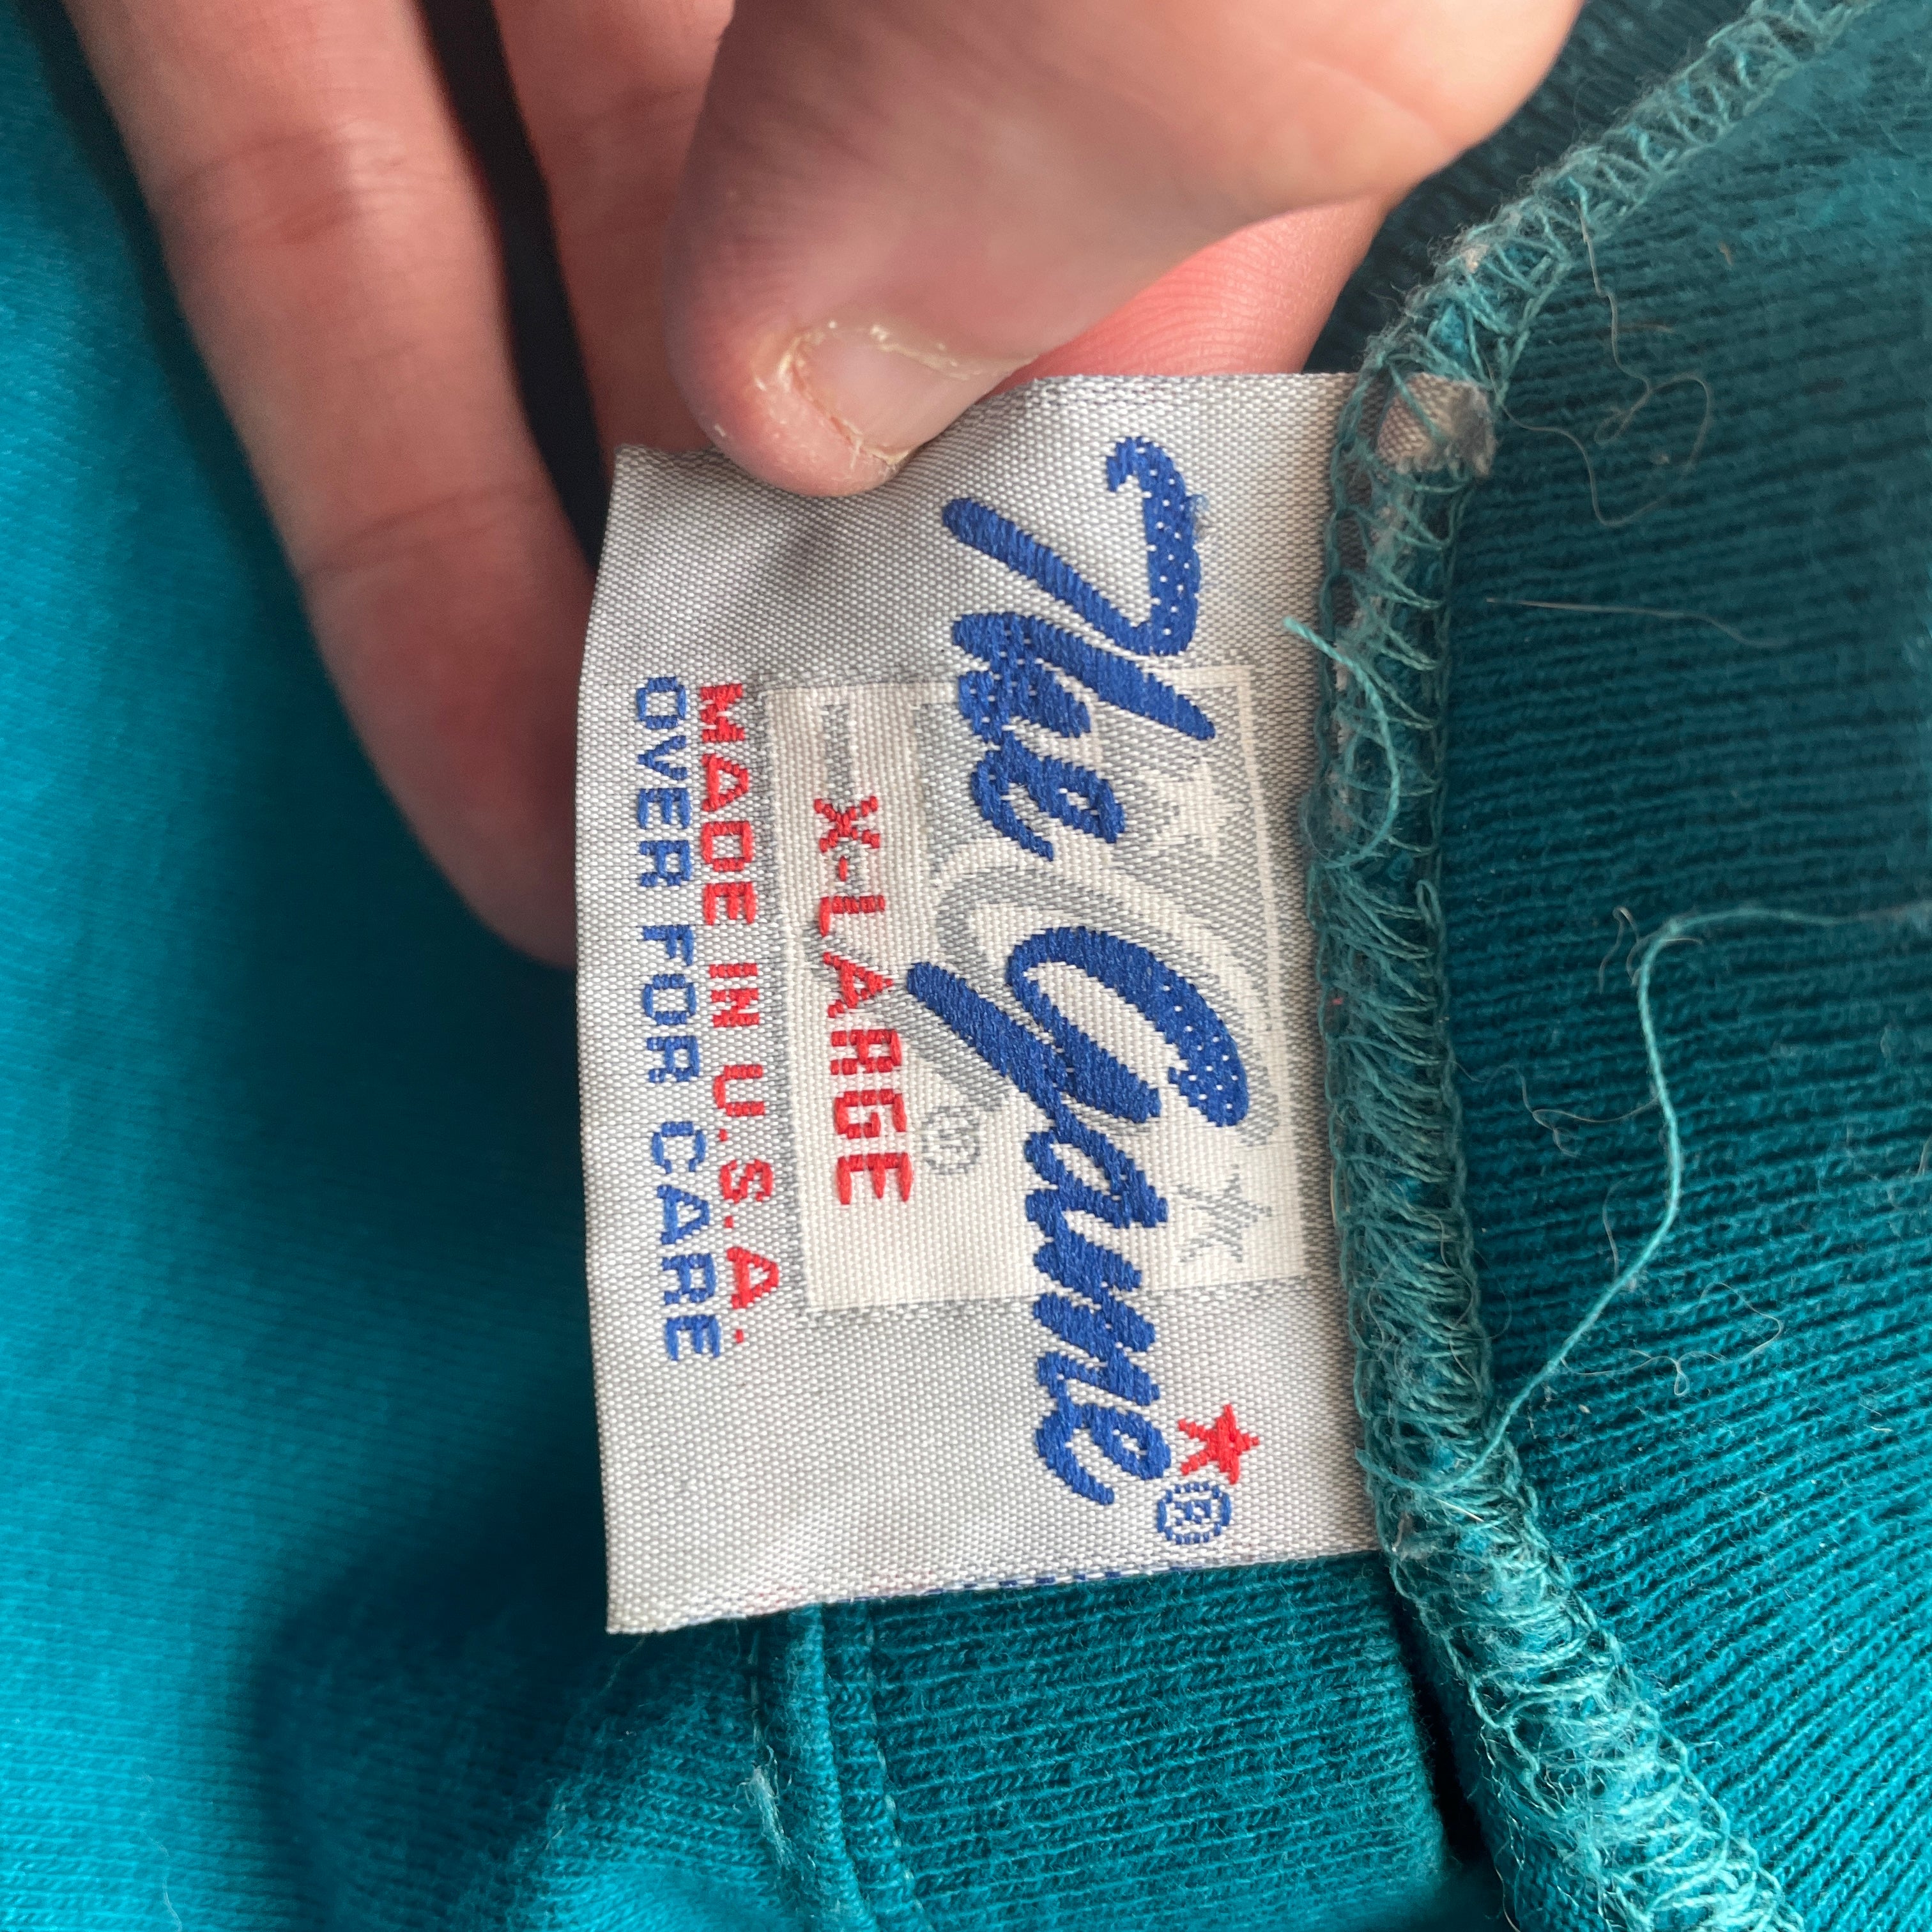 The Game®
X-LARGE
MADE IN U.S.A.
OVER FOR CARE